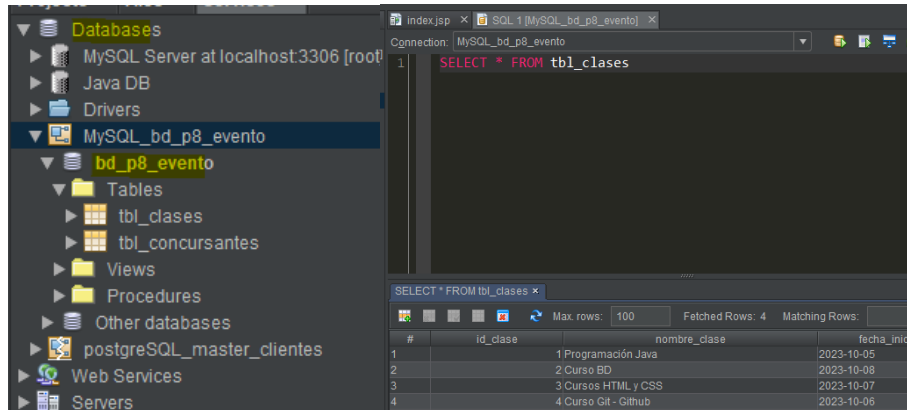 Projects Files Services
Databases
MySQL Server at localhost:3306 [root
Java DB
Drivers
MySQL_bd_p8_evento
bd_p8_evento
Tables
tbl_clases
tbl_concursantes
Views
Procedures
Other databases
postgreSQL_master_clientes
Web Services
Servers
index.jsp × SQL 1 [MySQL_bd_p8_evento] ×
Connection: MySQL_bd_p8_evento
1 SELECT * FROM tbl_clases
SELECT * FROM tbl_clases ×
Max. rows: 100 Fetched Rows: 4 Matching Rows:
# id_clase nombre_clase fecha_inic
1 1 Programación Java 2023-10-05
2 2 Curso BD 2023-10-08
3 3 Cursos HTML y CSS 2023-10-07
4 4 Curso Git - Github 2023-10-06